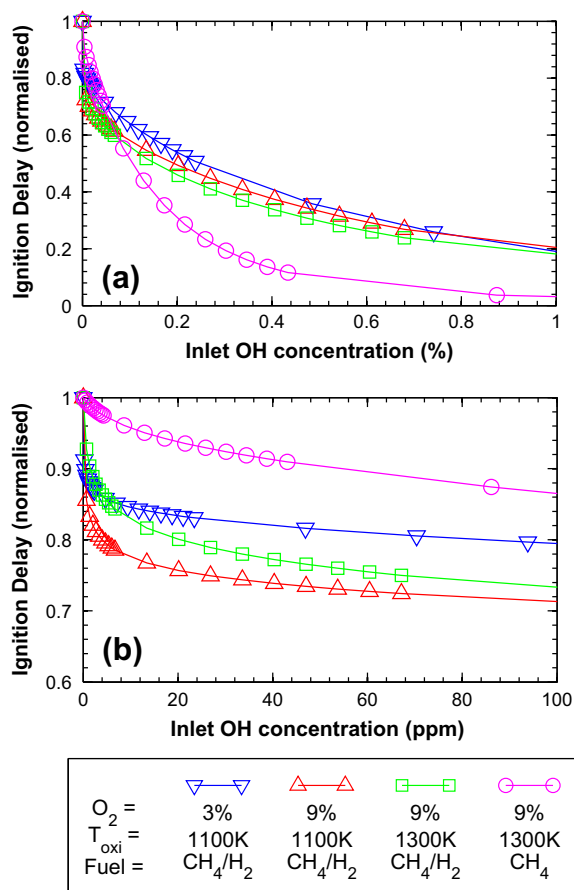 1
0.8
0.6
0.4
0.2
0
Ignition Delay (normalised)
(a)
0 0.2 0.4 0.6 0.8 1
Inlet OH concentration (%)
1
0.9
0.8
0.7
0.6
Ignition Delay (normalised)
(b)
0 20 40 60 80 100
Inlet OH concentration (ppm)
O₂ = 3% 9% 9% 9%
T_oxi = 1100K 1100K 1300K 1300K
Fuel = CH₄/H₂ CH₄/H₂ CH₄/H₂ CH₄